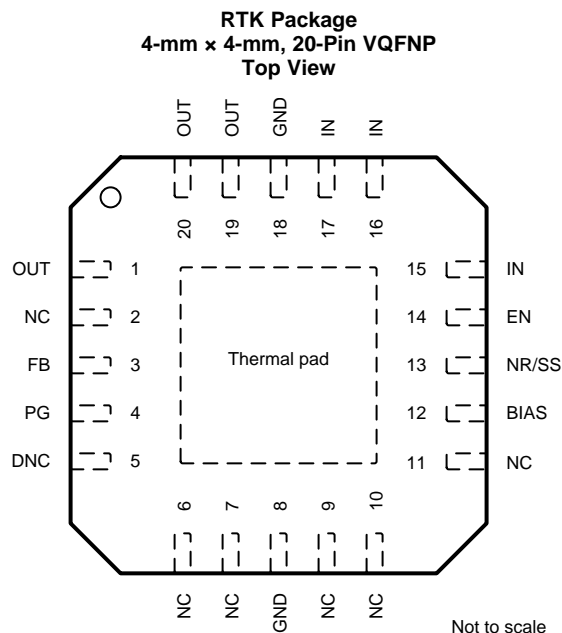 RTK Package
4-mm × 4-mm, 20-Pin VQFNP
Top View
OUT OUT GND IN IN
20 19 18 17 16
OUT 1 15 IN
NC 2 14 EN
FB 3 Thermal pad 13 NR/SS
PG 4 12 BIAS
DNC 5 11 NC
6 7 8 9 10
NC NC GND NC NC
Not to scale